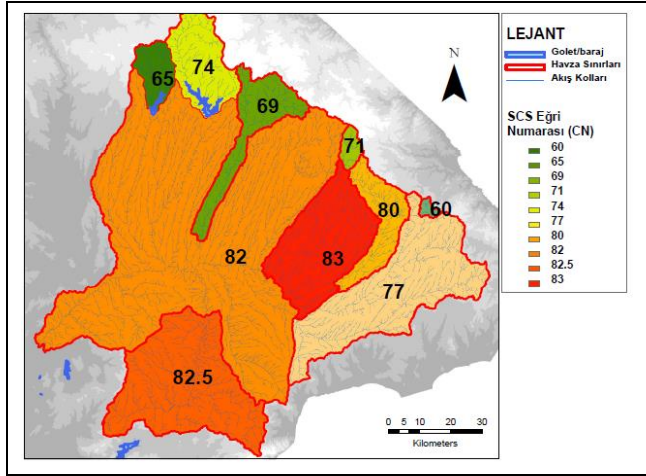 65
74
69
71
80
60
82
83
77
82.5
N
0 5 10 20 30
Kilometers
LEJANT
Golet/baraj
Havza Sınırları
Akış Kolları
SCS Eğri
Numarası (CN)
60
65
69
71
74
77
80
82
82.5
83